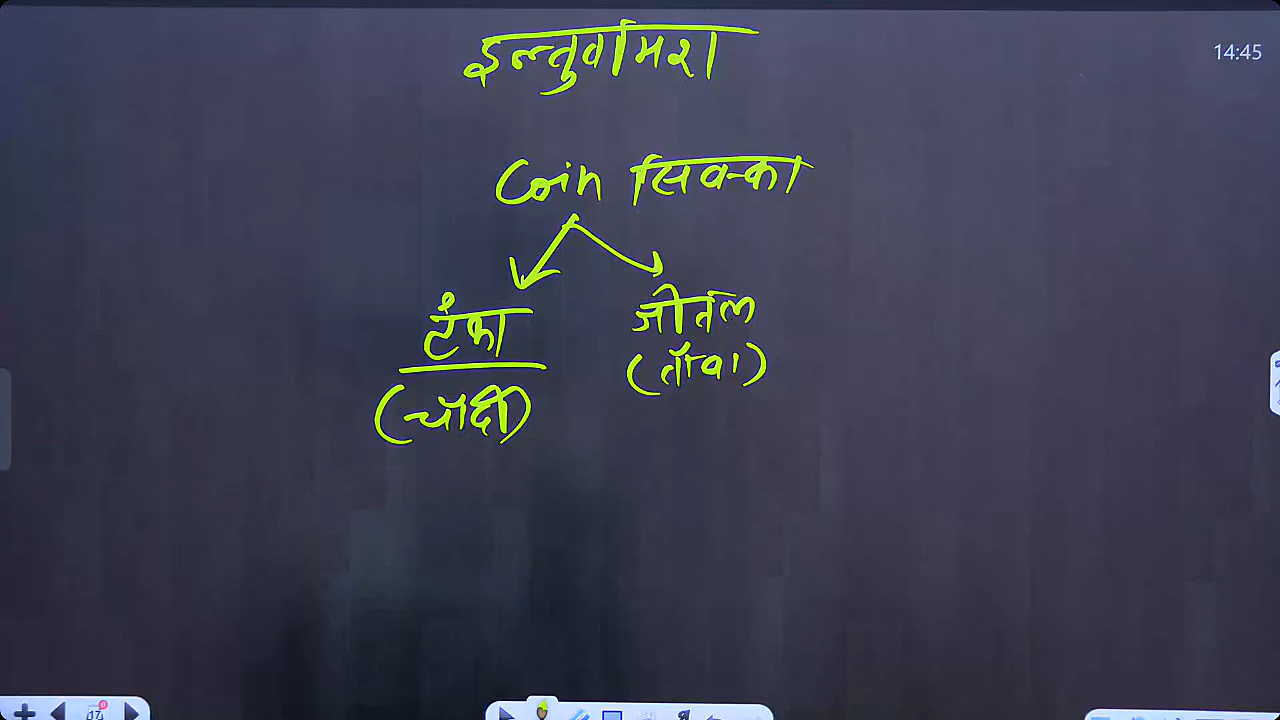 इल्तुतमिश
14:45
Coin सिक्का
टंका जीतल
(चाँदी) (ताँबा)